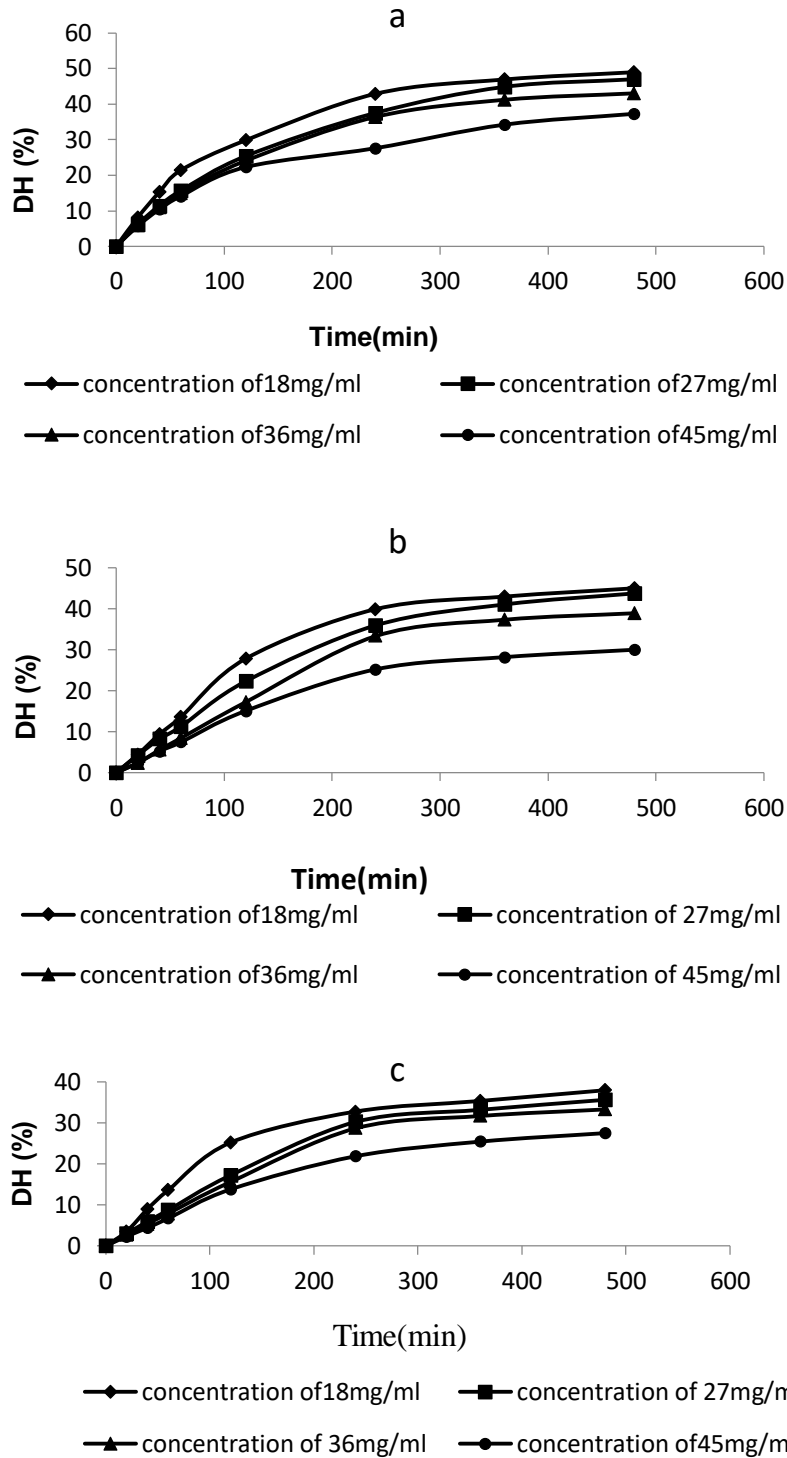 a
60
50
40
30
20
10
0
DH (%)
0 100 200 300 400 500 600
Time(min)
concentration of18mg/ml concentration of27mg/ml
concentration of36mg/ml concentration of45mg/ml
b
50
40
30
20
10
0
DH (%)
0 100 200 300 400 500 600
Time(min)
concentration of18mg/ml concentration of 27mg/ml
concentration of36mg/ml concentration of 45mg/ml
c
40
30
20
10
0
DH (%)
0 100 200 300 400 500 600
Time(min)
concentration of18mg/ml concentration of 27mg/m
concentration of 36mg/ml concentration of45mg/m